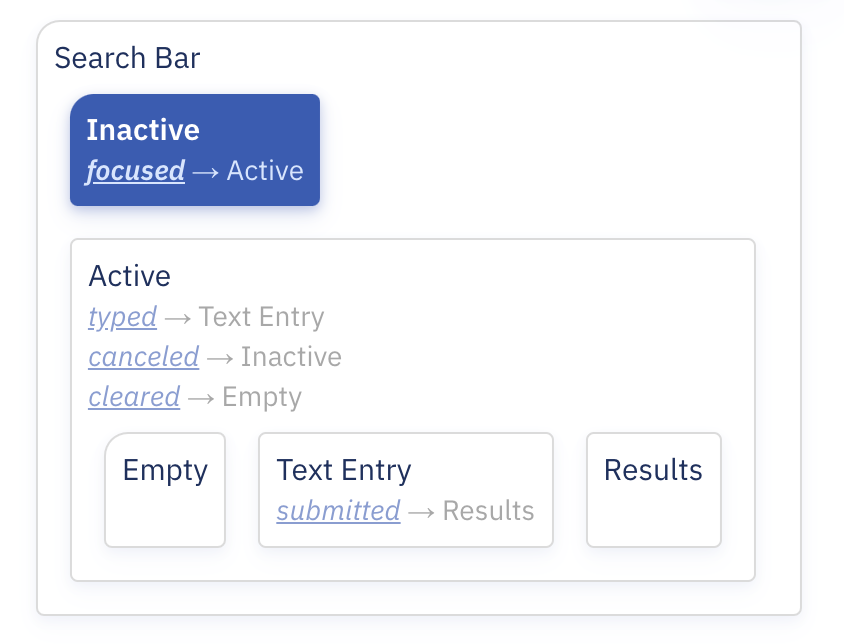 Search Bar
Inactive
focused → Active
Active
typed → Text Entry
canceled → Inactive
cleared → Empty
Empty
Text Entry
submitted → Results
Results